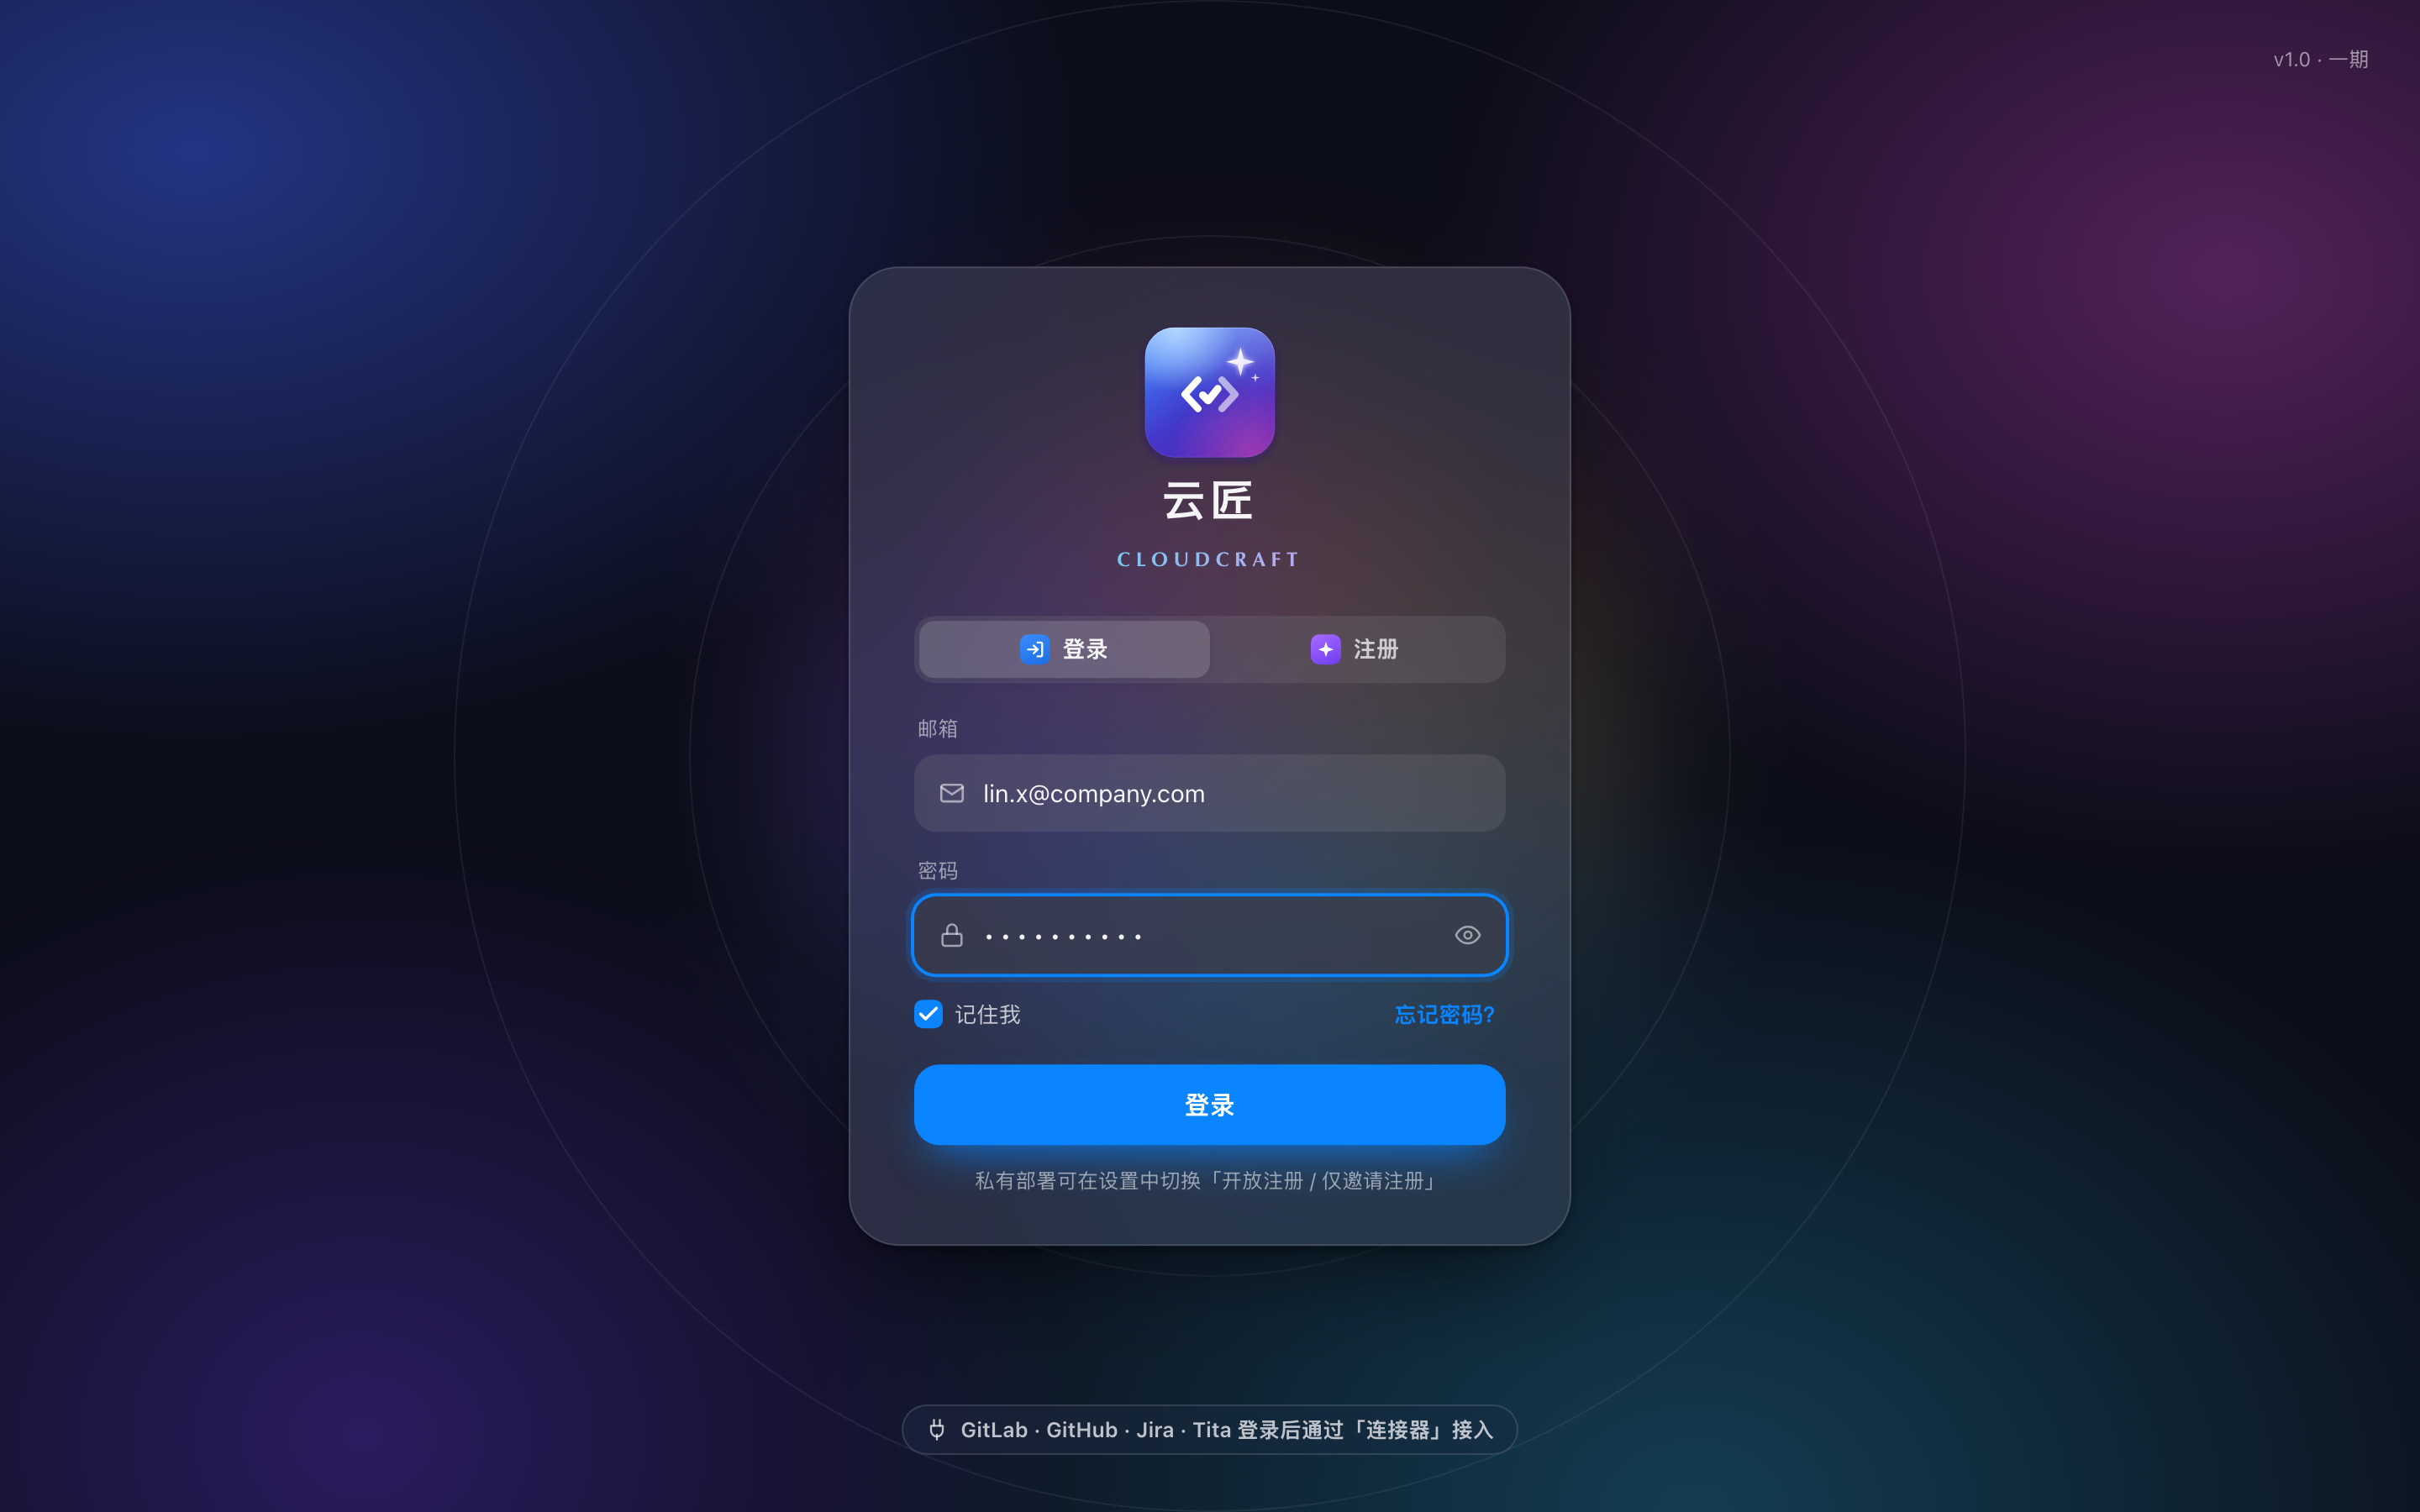 v1.0 · 一期
云匠
CLOUDCRAFT
登录
注册
邮箱
lin.x@company.com
密码
••••••••••
记住我
忘记密码?
登录
私有部署可在设置中切换「开放注册 / 仅邀请注册」
GitLab · GitHub · Jira · Tita 登录后通过「连接器」接入